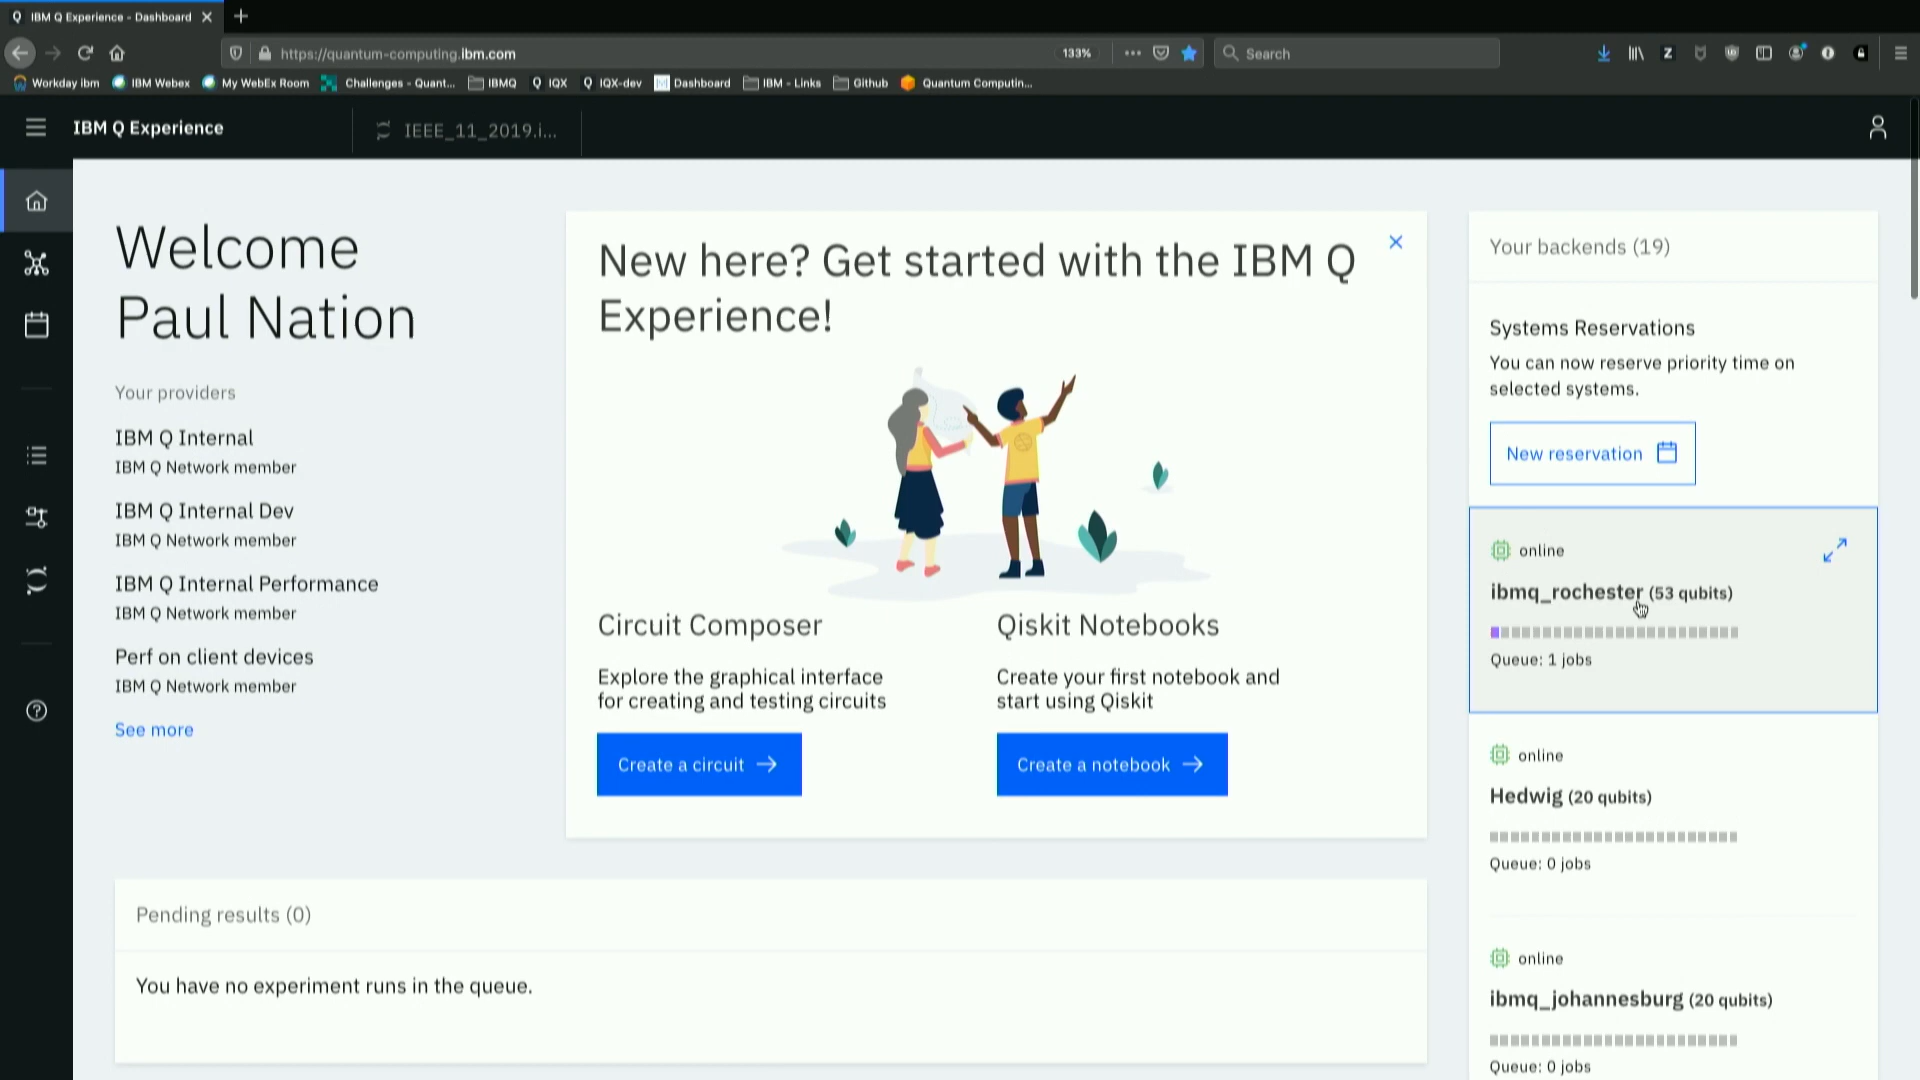 IBM Q Experience - Dashboard
https://quantum-computing.ibm.com
133%
Search
Workday ibm
IBM Webex
My WebEx Room
Challenges - Quant...
IBMQ
IQX
IQX-dev
Dashboard
IBM - Links
Github
Quantum Computin...
IBM Q Experience
IEEE_11_2019.i...
Welcome
Paul Nation
Your providers
IBM Q Internal
IBM Q Network member
IBM Q Internal Dev
IBM Q Network member
IBM Q Internal Performance
IBM Q Network member
Perf on client devices
IBM Q Network member
See more
New here? Get started with the IBM Q
Experience!
Circuit Composer
Explore the graphical interface
for creating and testing circuits
Create a circuit
Qiskit Notebooks
Create your first notebook and
start using Qiskit
Create a notebook
Pending results (0)
You have no experiment runs in the queue.
Your backends (19)
Systems Reservations
You can now reserve priority time on
selected systems.
New reservation
online
ibmq_rochester (53 qubits)
Queue: 1 jobs
online
Hedwig (20 qubits)
Queue: 0 jobs
online
ibmq_johannesburg (20 qubits)
Queue: 0 jobs